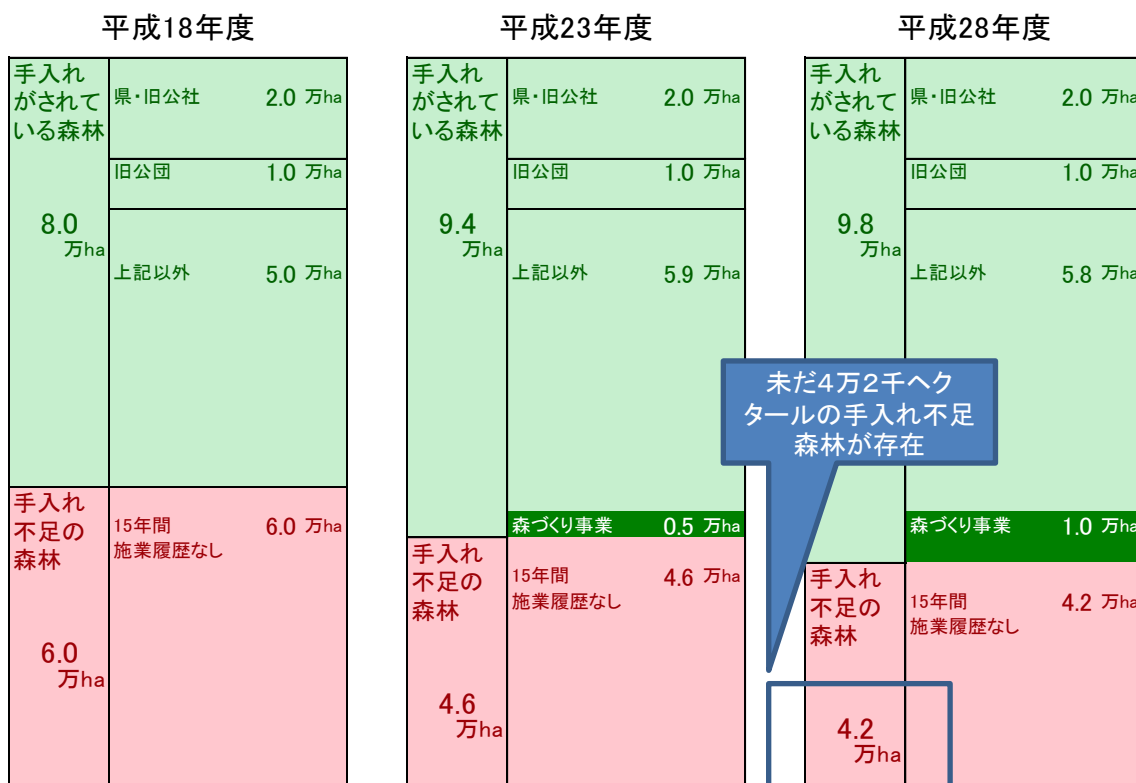 平成18年度
手入れ
がされて
いる森林
8.0
万ha
県・旧公社 2.0 万ha
旧公団 1.0 万ha
上記以外 5.0 万ha
手入れ
不足の
森林
6.0
万ha
15年間 6.0 万ha
施業履歴なし
平成23年度
手入れ
がされて
いる森林
9.4
万ha
県・旧公社 2.0 万ha
旧公団 1.0 万ha
上記以外 5.9 万ha
森づくり事業 0.5 万ha
手入れ
不足の
森林
4.6
万ha
15年間 4.6 万ha
施業履歴なし
平成28年度
手入れ
がされて
いる森林
9.8
万ha
県・旧公社 2.0 万ha
旧公団 1.0 万ha
上記以外 5.8 万ha
未だ4万2千ヘク
タールの手入れ不足
森林が存在
森づくり事業 1.0 万ha
手入れ
不足の
森林
4.2
万ha
15年間 4.2 万ha
施業履歴なし